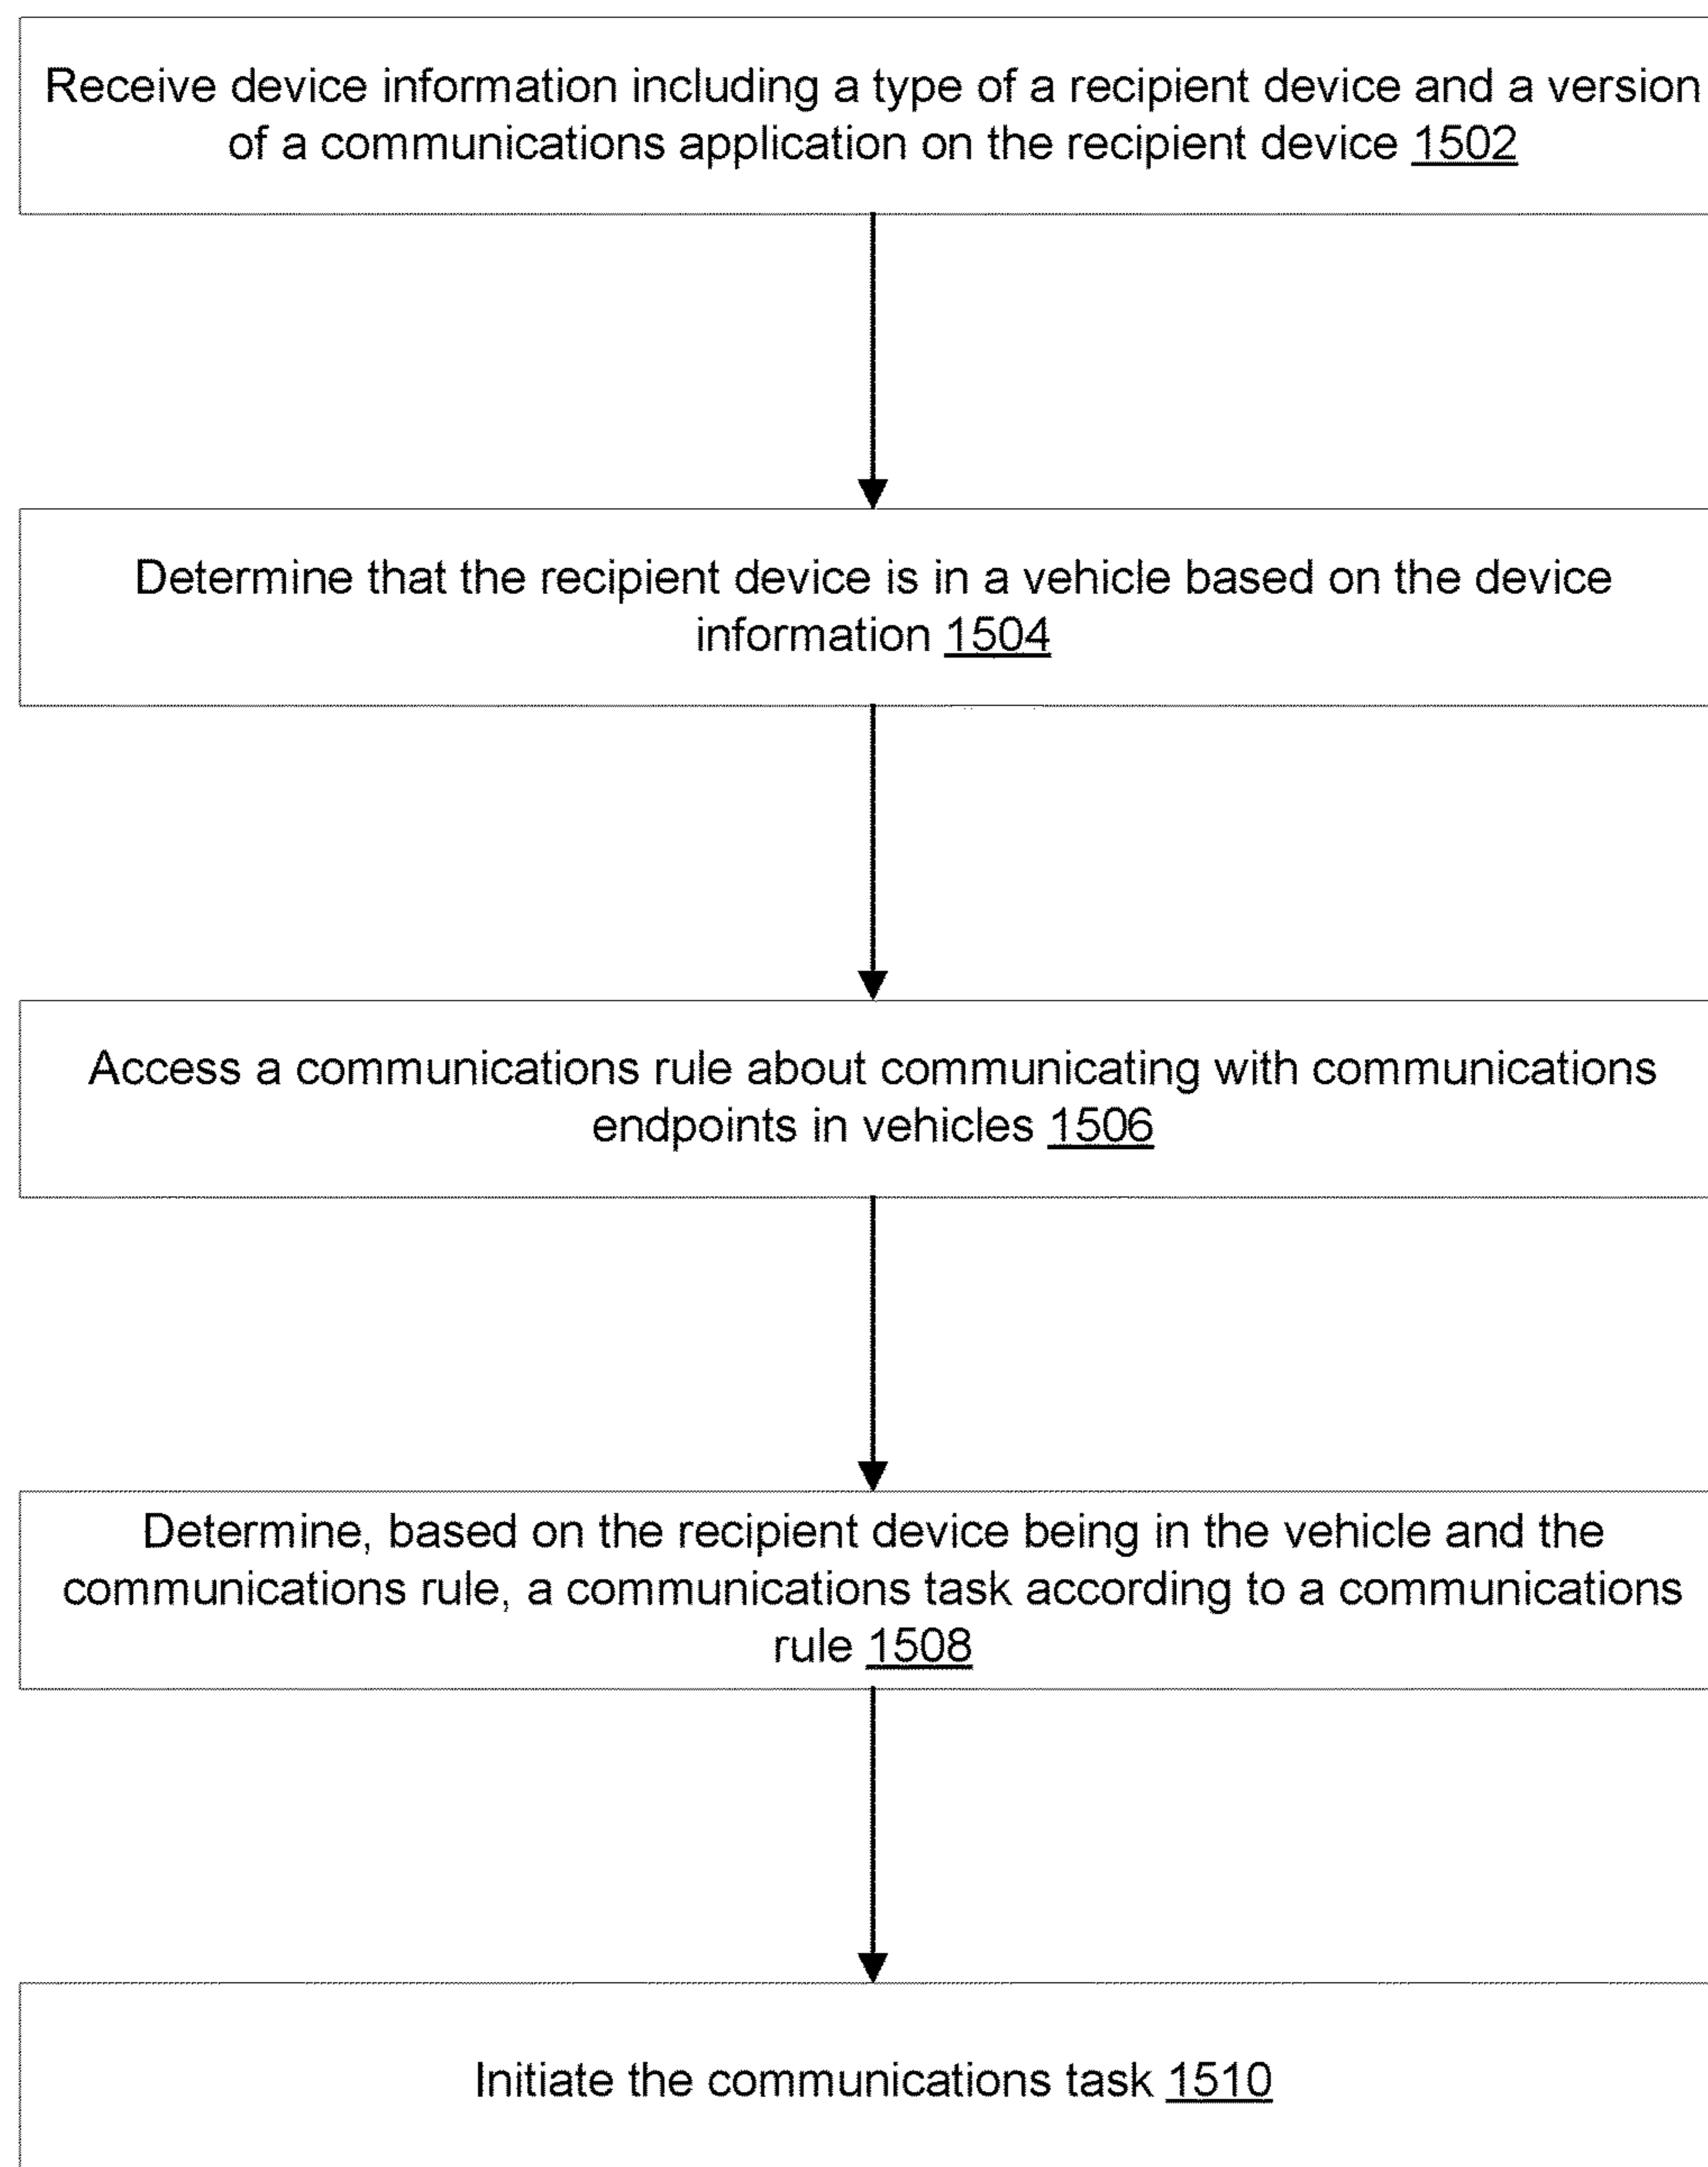 Receive device information including a type of a recipient device and a version
of a communications application on the recipient device 1502
Determine that the recipient device is in a vehicle based on the device
information 1504
Access a communications rule about communicating with communications
endpoints in vehicles 1506
Determine, based on the recipient device being in the vehicle and the
communications rule, a communications task according to a communications
rule 1508
Initiate the communications task 1510